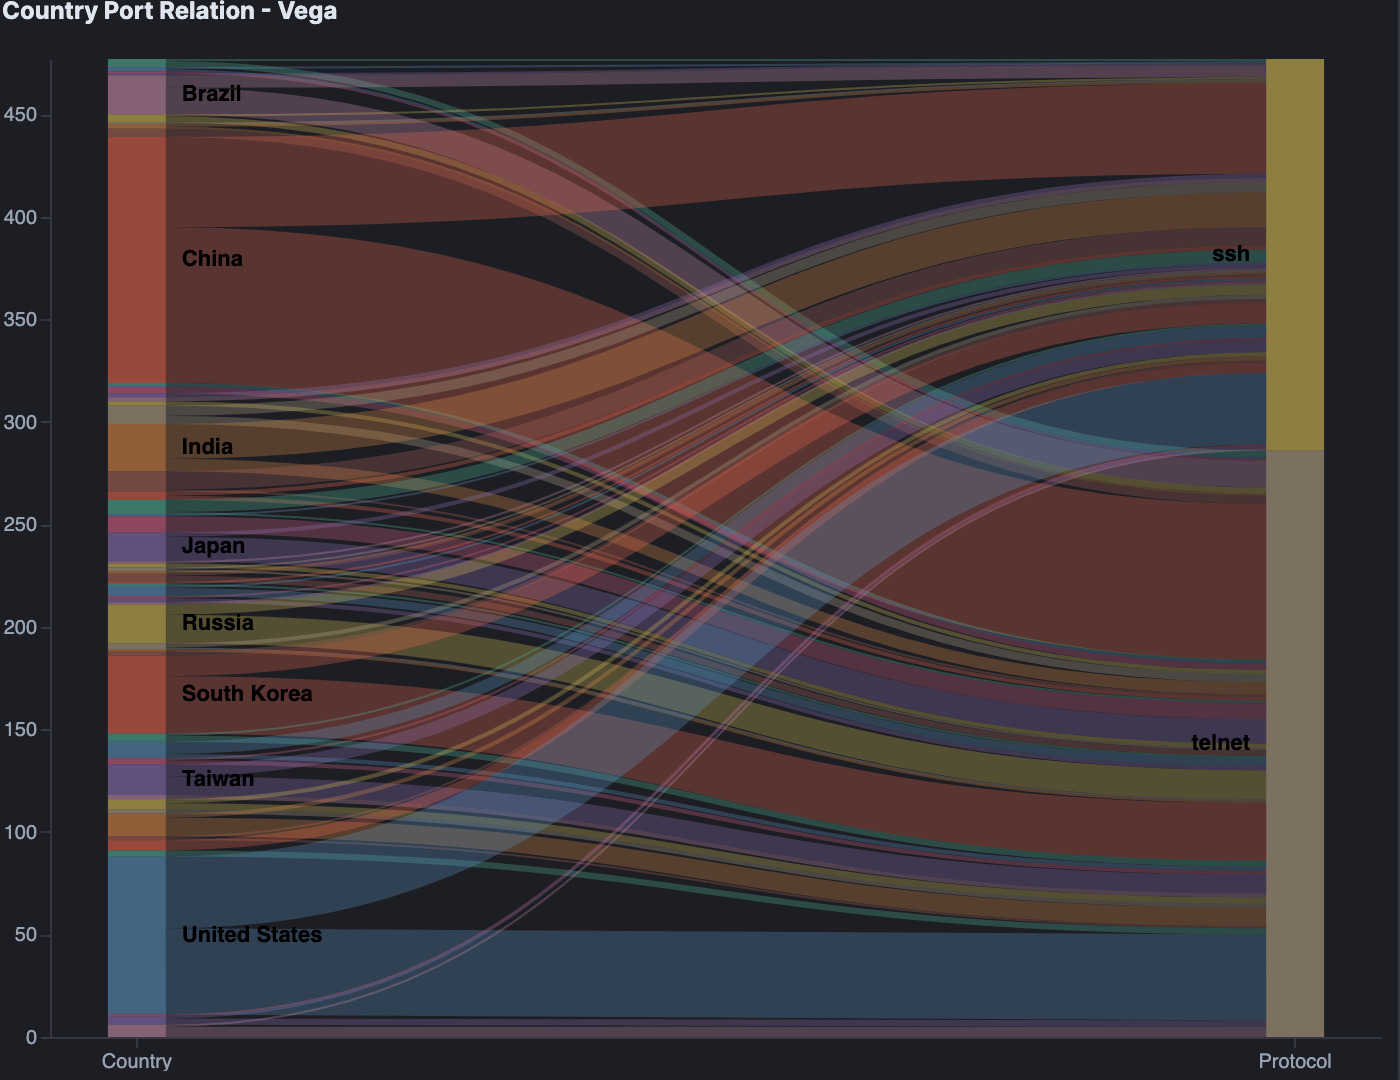 Country Port Relation - Vega
450
400
350
300
250
200
150
100
50
0
Brazil
China
India
Japan
Russia
South Korea
Taiwan
United States
ssh
telnet
Country
Protocol